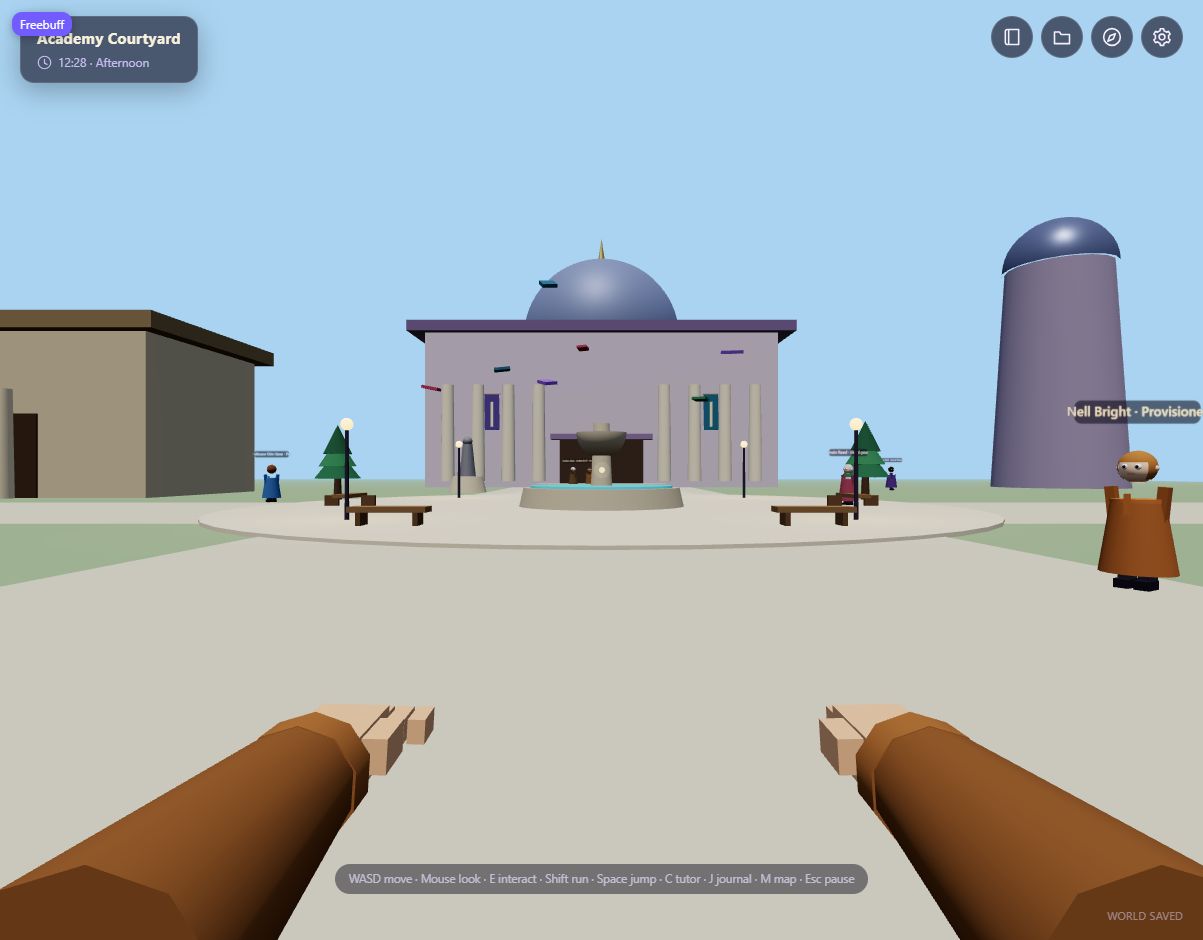 Freebuff
Academy Courtyard
12:28 · Afternoon
Nell Bright · Provisione
WASD move · Mouse look · E interact · Shift run · Space jump · C tutor · J journal · M map · Esc pause
WORLD SAVED